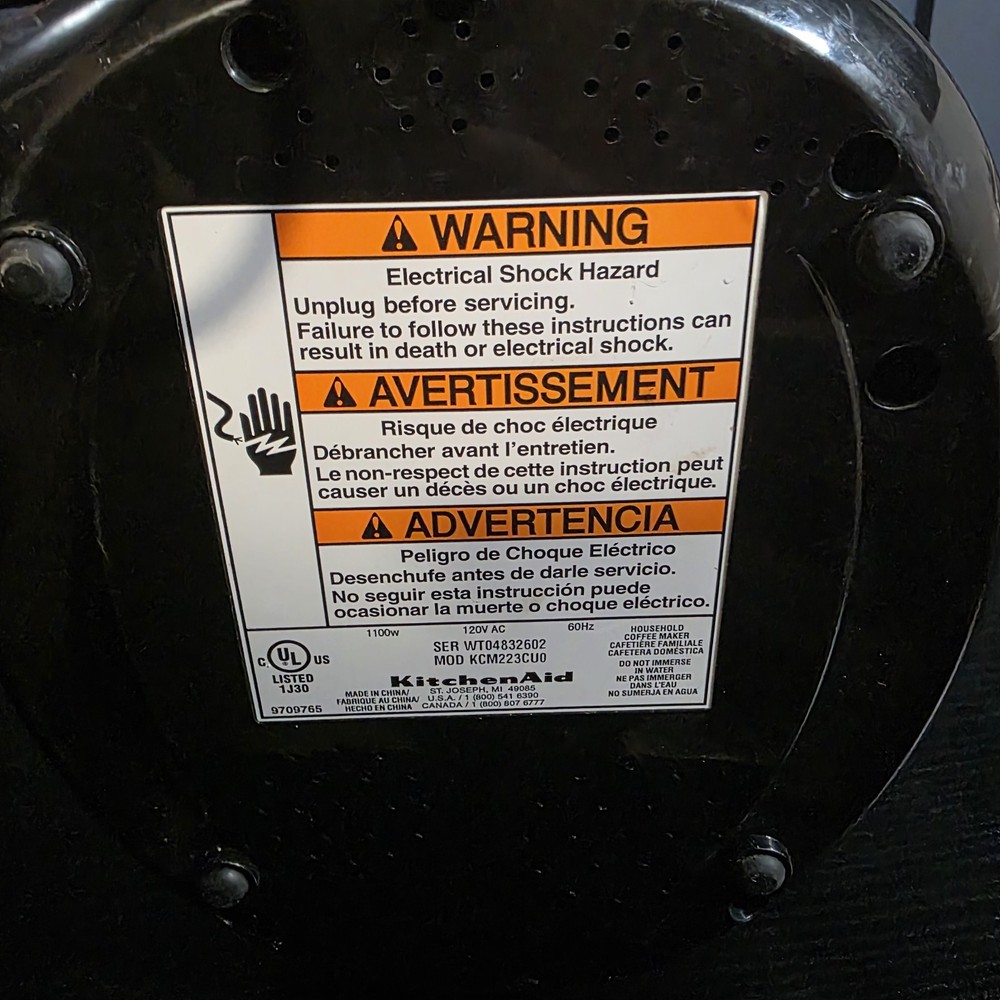 WARNING
Electrical Shock Hazard
Unplug before servicing.
Failure to follow these instructions can
result in death or electrical shock.
AVERTISSEMENT
Risque de choc électrique
Débrancher avant l'entretien.
Le non-respect de cette instruction peut
causer un décès ou un choc électrique.
ADVERTENCIA
Peligro de Choque Eléctrico
Desenchufe antes de darle servicio.
No seguir esta instrucción puede
ocasionar la muerte o choque eléctrico.
1100w 120V AC 60Hz
SER WT04832602
MOD KCM223CU0
C UL US
LISTED
1J30
9709765
KitchenAid
ST. JOSEPH, MI 49085
U.S.A. / 1 (800) 541 6390
CANADA / 1 (800) 807 6777
MADE IN CHINA/
FABRIQUE AU CHINA/
HECHO EN CHINA
HOUSEHOLD
COFFEE MAKER
CAFETIÈRE FAMILIALE
CAFETERA DOMÉSTICA
DO NOT IMMERSE
IN WATER
NE PAS IMMERGER
DANS L'EAU
NO SUMERJA EN AGUA